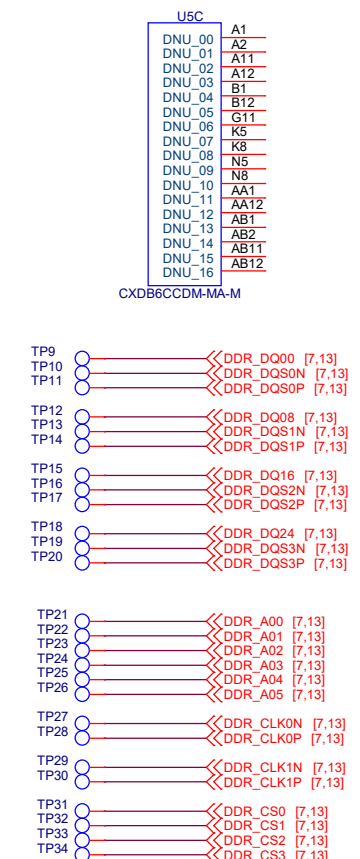 U5C
DNU_00 A1
DNU_01 A2
DNU_02 A11
DNU_03 A12
DNU_04 B1
DNU_05 B12
DNU_06 G11
DNU_07 K5
DNU_08 K8
DNU_09 N5
DNU_10 N8
DNU_11 AA1
DNU_12 AA12
DNU_13 AB1
DNU_14 AB2
DNU_15 AB11
DNU_16 AB12
CXDB6CCDM-MA-M
TP9 DDR_DQ00 [7,13]
TP10 DDR_DQS0N [7,13]
TP11 DDR_DQS0P [7,13]
TP12 DDR_DQ08 [7,13]
TP13 DDR_DQS1N [7,13]
TP14 DDR_DQS1P [7,13]
TP15 DDR_DQ16 [7,13]
TP16 DDR_DQS2N [7,13]
TP17 DDR_DQS2P [7,13]
TP18 DDR_DQ24 [7,13]
TP19 DDR_DQS3N [7,13]
TP20 DDR_DQS3P [7,13]
TP21 DDR_A00 [7,13]
TP22 DDR_A01 [7,13]
TP23 DDR_A02 [7,13]
TP24 DDR_A03 [7,13]
TP25 DDR_A04 [7,13]
TP26 DDR_A05 [7,13]
TP27 DDR_CLK0N [7,13]
TP28 DDR_CLK0P [7,13]
TP29 DDR_CLK1N [7,13]
TP30 DDR_CLK1P [7,13]
TP31 DDR_CS0 [7,13]
TP32 DDR_CS1 [7,13]
TP33 DDR_CS2 [7,13]
TP34 DDR_CS3 [7,13]